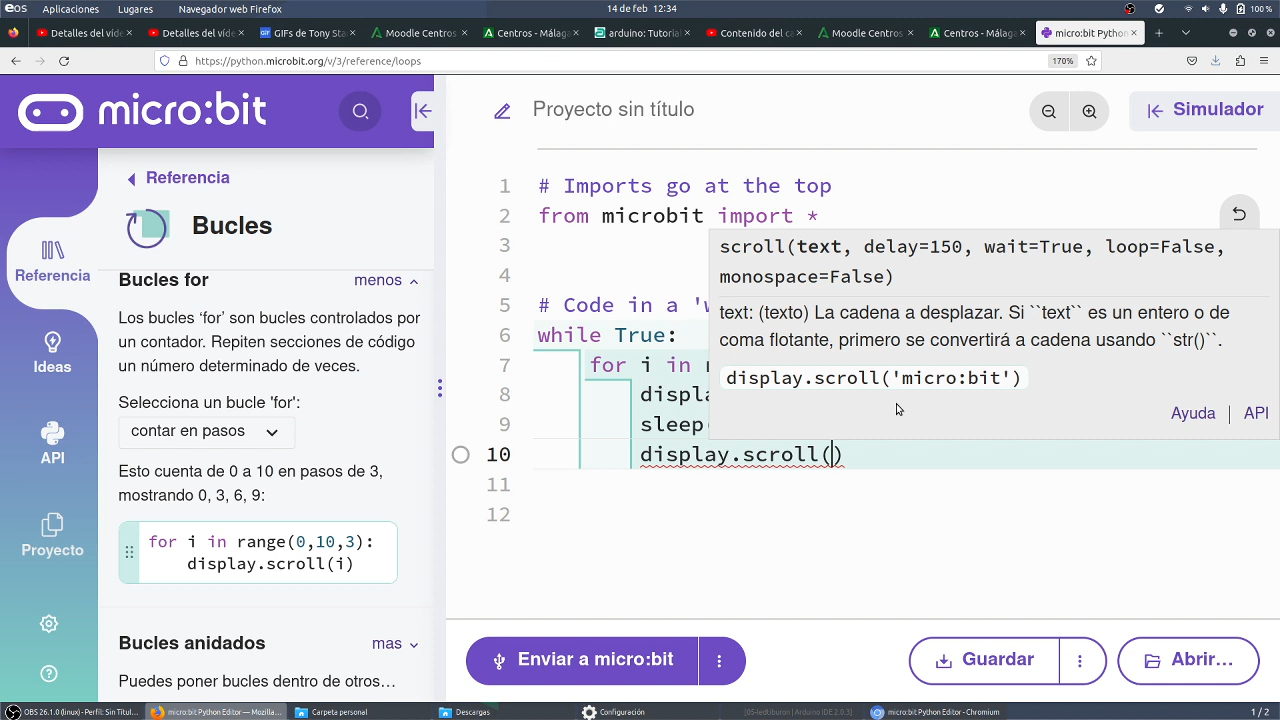 eOS Aplicaciones Lugares Navegador web Firefox 14 de feb 12:34 100 %
Detalles del víde Detalles del víde GIFs de Tony S Moodle Centros Centros - Málag arduino: Tutorial Contenido del ca Moodle Centros Centros - Málag micro:bit Python
https://python.microbit.org/v/3/reference/loops 170%
micro:bit
Proyecto sin título
Simulador
Referencia
Bucles
Referencia
Ideas
API
Proyecto
Bucles for menos
Los bucles ‘for’ son bucles controlados por
un contador. Repiten secciones de código
un número determinado de veces.
Selecciona un bucle 'for':
contar en pasos
Esto cuenta de 0 a 10 en pasos de 3,
mostrando 0, 3, 6, 9:
for i in range(0,10,3):
display.scroll(i)
Bucles anidados mas
Puedes poner bucles dentro de otros…
1 # Imports go at the top
2 from microbit import *
3
4
5 # Code in a 'w
6 while True:
7 for i in r
8 displa
9 sleep
10 display.scroll()
11
12
scroll(text, delay=150, wait=True, loop=False,
monospace=False)
text: (texto) La cadena a desplazar. Si ``text`` es un entero o de
coma flotante, primero se convertirá a cadena usando ``str()``.
display.scroll('micro:bit')
Ayuda | API
Enviar a micro:bit
Guardar
Abrir…
OBS 26.1.0 (linux) - Perfil: Sin Títul… micro:bit Python Editor — Mozilla… Carpeta personal Descargas Configuración [05-ledtiburon | Arduino IDE 2.0.3] micro:bit Python Editor - Chromium 1 / 2